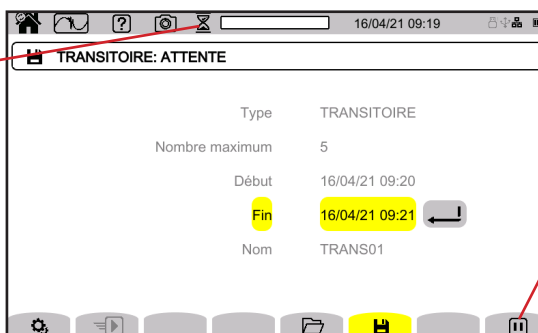 ? 16/04/21 09:19
TRANSITOIRE: ATTENTE
Type TRANSITOIRE
Nombre maximum 5
Début 16/04/21 09:20
Fin 16/04/21 09:21
Nom TRANS01